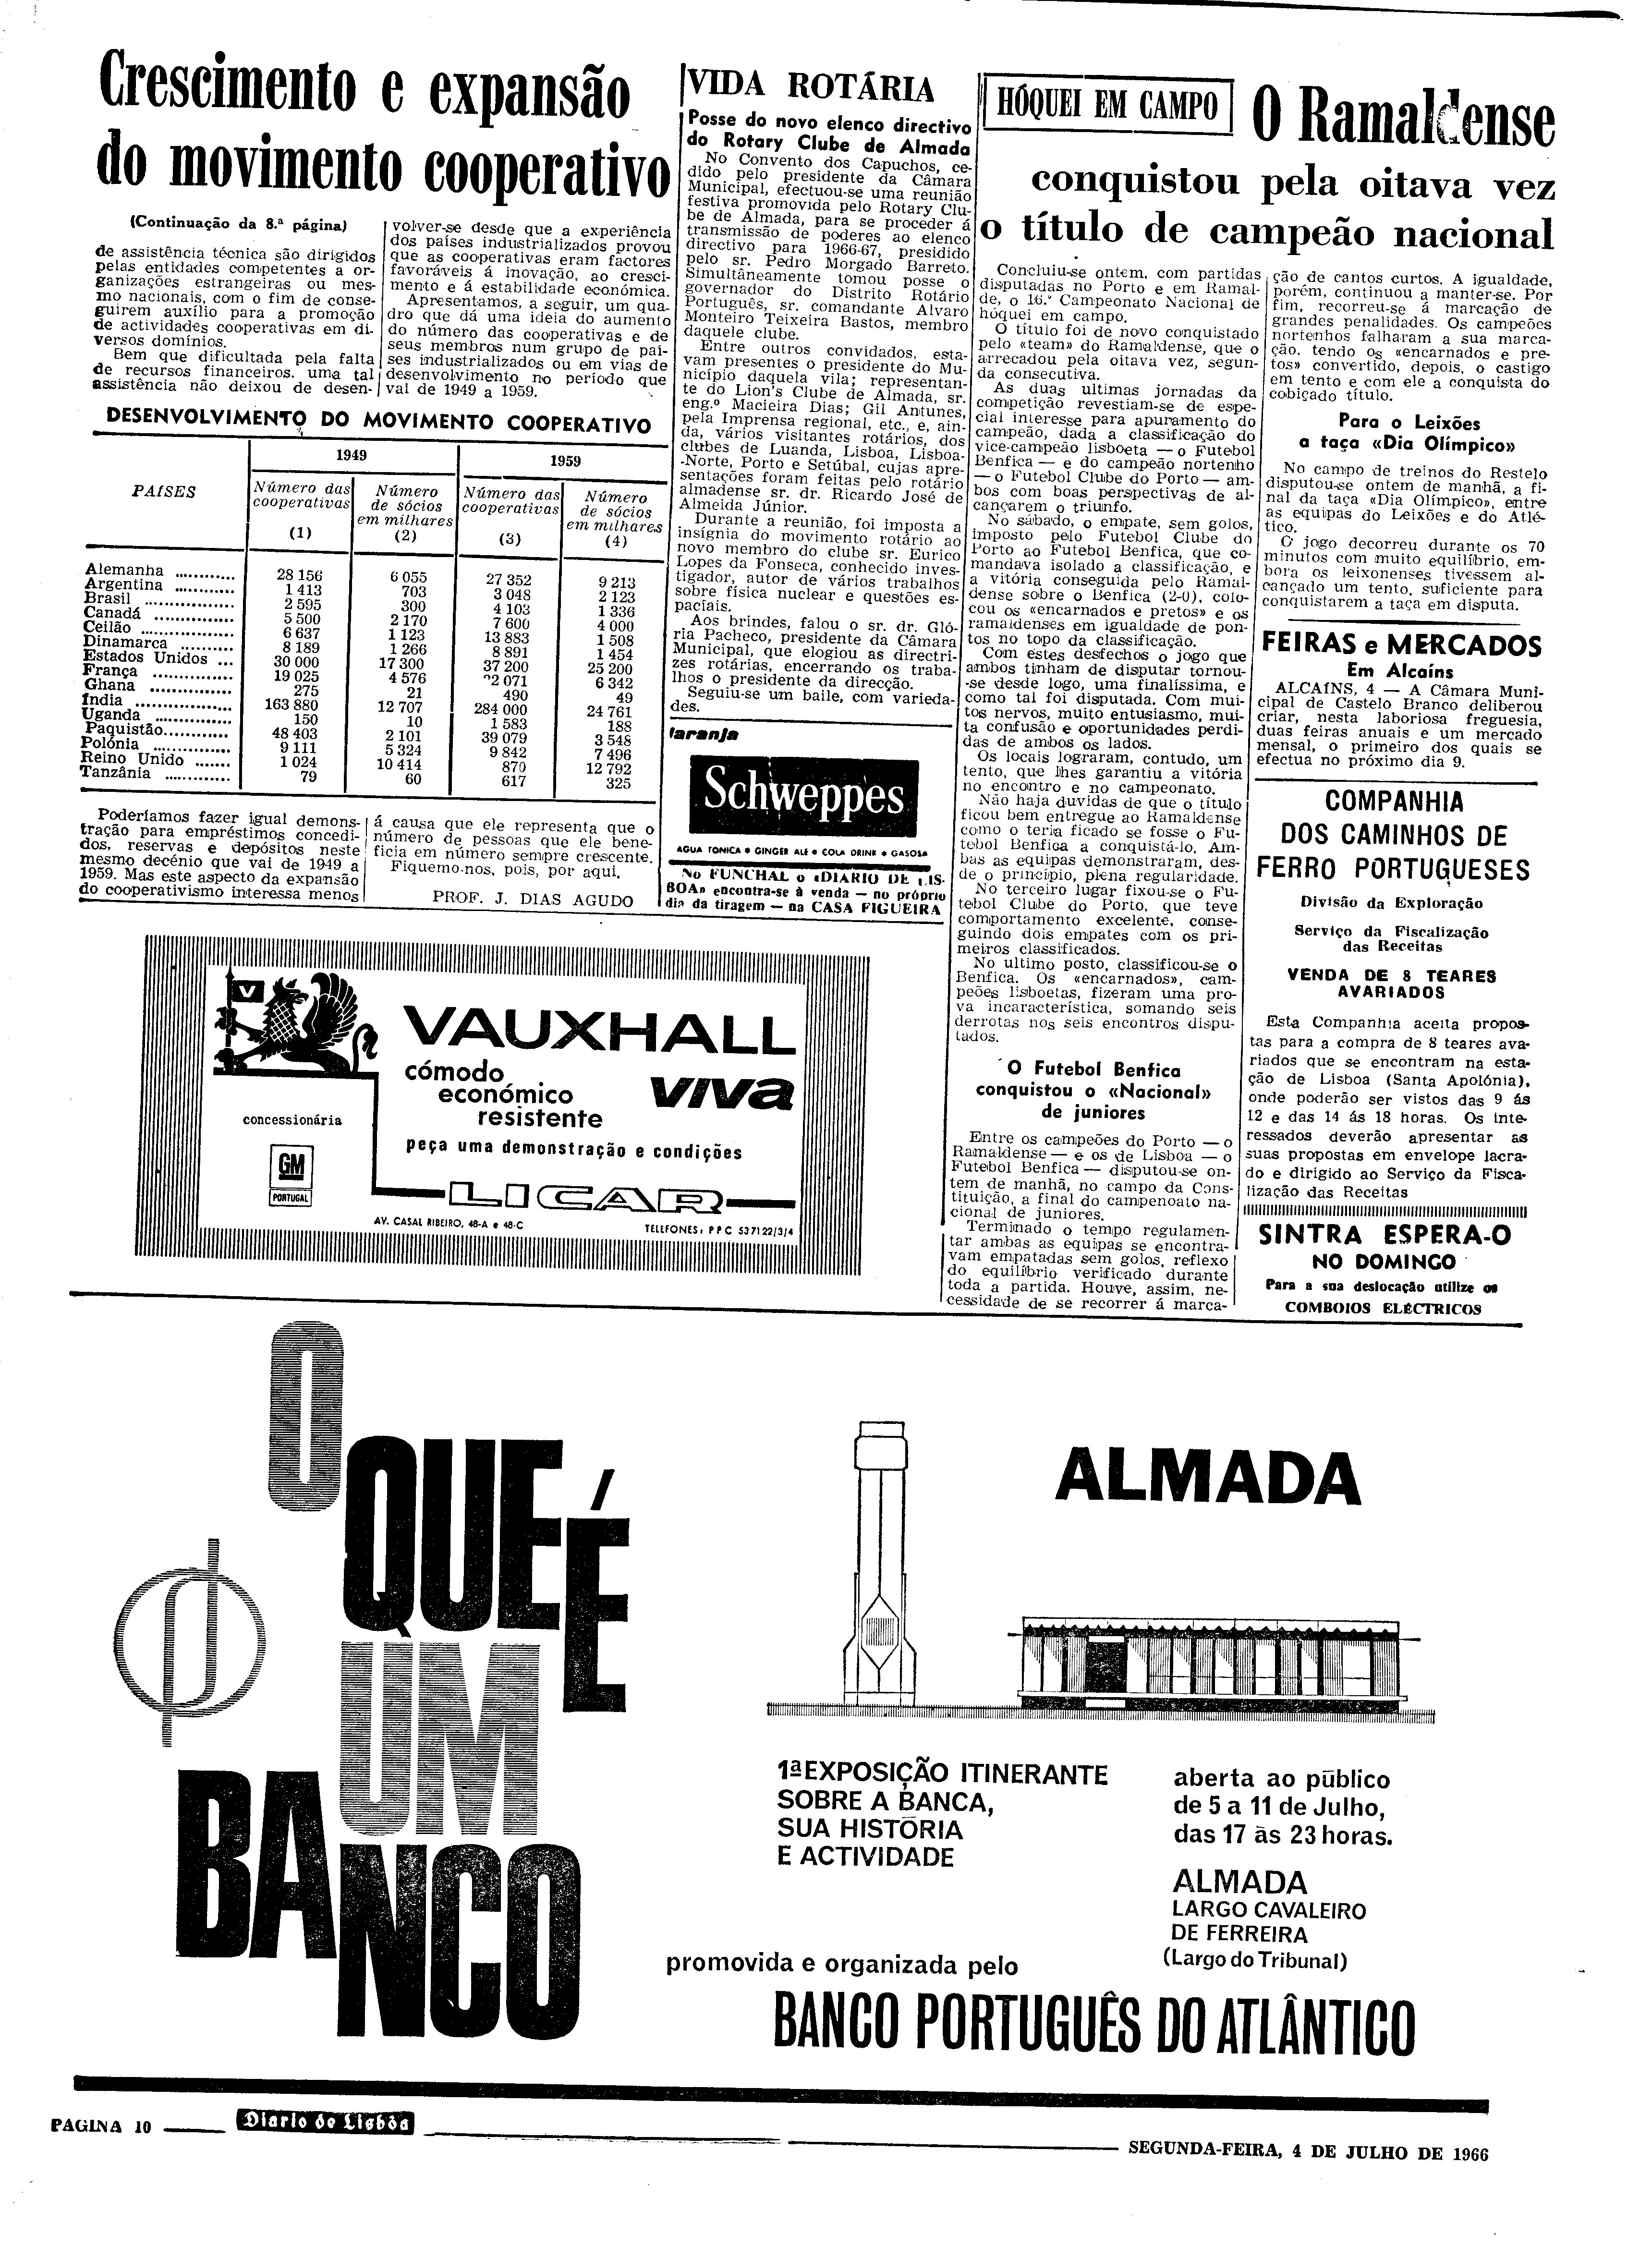 Crescimento e expansão
do movimento cooperativo
(Continuação da 8.ª página)
de assistência técnica são dirigidos
pelas entidades competentes a or-
ganizações estrangeiras ou mes-
mo nacionais, com o fim de conse-
guirem auxílio para a promoção
de actividades cooperativas em di-
versos domínios.
Bem que dificultada pela falta
de recursos financeiros, uma tal
assistência não deixou de desen-
volver-se desde que a experiência
dos países industrializados provou
que as cooperativas eram factores
favoráveis á inovação, ao cresci-
mento e á estabilidade económica.
Apresentamos, a seguir, um qua-
dro que dá uma ideia do aumento
do número das cooperativas e de
seus membros num grupo de paí-
ses industrializados ou em vias de
desenvolvimento no período que
vai de 1949 a 1959.
DESENVOLVIMENTO DO MOVIMENTO COOPERATIVO
PAÍSES 1949 1959
Número das cooperativas (1) Número de sócios em milhares (2) Número das cooperativas (3) Número de sócios em milhares (4)
Alemanha ............ 28 156 6 055 27 352 9 213
Argentina ............ 1 413 703 3 048 2 123
Brasil ................. 2 595 300 4 103 1 336
Canadá ............... 5 500 2 170 7 600 4 000
Ceilão ................. 6 637 1 123 13 883 1 508
Dinamarca .......... 8 189 1 266 8 891 1 454
Estados Unidos ... 30 000 17 300 37 200 25 200
França ............... 19 025 4 576 2 071 6 342
Ghana ............... 275 21 490 49
Índia .................. 163 880 12 707 284 000 24 761
Uganda .............. 150 10 1 583 188
Paquistão............ 48 403 2 101 39 079 3 548
Polónia .............. 9 111 5 324 9 842 7 496
Reino Unido ....... 1 024 10 414 870 12 792
Tanzânia ............ 79 60 617 325
Poderíamos fazer igual demons-
tração para empréstimos concedi-
dos, reservas e depósitos neste
mesmo decénio que vai de 1949 a
1959. Mas este aspecto da expansão
do cooperativismo interessa menos
á causa que ele representa que o
número de pessoas que ele bene-
ficia em número sempre crescente.
Fiquemo-nos, pois, por aqui.
PROF. J. DIAS AGUDO
VIDA ROTÁRIA
Posse do novo elenco directivo
do Rotary Clube de Almada
No Convento dos Capuchos, ce-
dido pelo presidente da Câmara
Municipal, efectuou-se uma reunião
festiva promovida pelo Rotary Clu-
be de Almada, para se proceder á
transmissão de poderes ao elenco
directivo para 1966-67, presidido
pelo sr. Pedro Morgado Barreto.
Simultâneamente tomou posse o
governador do Distrito Rotário
Português, sr. comandante Alvaro
Monteiro Teixeira Bastos, membro
daquele clube.
Entre outros convidados, esta-
vam presentes o presidente do Mu-
nicípio daquela vila; representan-
te do Lion's Clube de Almada, sr.
eng.º Macieira Dias; Gil Antunes,
pela Imprensa regional, etc., e, ain-
da, vários visitantes rotários, dos
clubes de Luanda, Lisboa, Lisboa-
-Norte, Porto e Setúbal, cujas apre-
sentações foram feitas pelo rotário
almadense sr. dr. Ricardo José de
Almeida Júnior.
Durante a reunião, foi imposta a
insígnia do movimento rotário ao
novo membro do clube sr. Eurico
Lopes da Fonseca, conhecido inves-
tigador, autor de vários trabalhos
sobre física nuclear e questões es-
paciais.
Aos brindes, falou o sr. dr. Gló-
ria Pacheco, presidente da Câmara
Municipal, que elogiou as directri-
zes rotárias, encerrando os traba-
lhos o presidente da direcção.
Seguiu-se um baile, com varieda-
des.
laranja
Schweppes
AGUA TONICA • GINGER ALE • COLA DRINK • GASOSA
No FUNCHAL o «DIARIO DE LIS-
BOA» encontra-se à venda — no próprio
dia da tiragem — na CASA FIGUEIRA
HÓQUEI EM CAMPO
O Ramaldense
conquistou pela oitava vez
o título de campeão nacional
Concluiu-se ontem, com partidas
disputadas no Porto e em Ramal-
de, o 16.º Campeonato Nacional de
hóquei em campo.
O título foi de novo conquistado
pelo «team» do Ramaldense, que o
arrecadou pela oitava vez, segun-
da consecutiva.
As duas ultimas jornadas da
competição revestiam-se de espe-
cial interesse para apuramento do
campeão, dada a classificação do
vice-campeão lisboeta — o Futebol
Benfica — e do campeão nortenho
— o Futebol Clube do Porto — am-
bos com boas perspectivas de al-
cançarem o triunfo.
No sábado, o empate, sem golos,
imposto pelo Futebol Clube do
Porto ao Futebol Benfica, que co-
mandava isolado a classificação, e
a vitória conseguida pelo Ramal-
dense sobre o Benfica (2-0), colo-
cou os «encarnados e pretos» e os
ramaldenses em igualdade de pon-
tos no topo da classificação.
Com estes desfechos o jogo que
ambos tinham de disputar tornou-
-se desde logo, uma finalíssima, e
como tal foi disputada. Com mui-
tos nervos, muito entusiasmo, mui-
ta confusão e oportunidades perdi-
das de ambos os lados.
Os locais lograram, contudo, um
tento, que lhes garantiu a vitória
no encontro e no campeonato.
Não haja duvidas de que o título
ficou bem entregue ao Ramaldense
como o teria ficado se fosse o Fu-
tebol Benfica a conquistá-lo. Am-
bas as equipas demonstraram, des-
de o princípio, plena regularidade.
No terceiro lugar fixou-se o Fu-
tebol Clube do Porto, que teve
comportamento excelente, conse-
guindo dois empates com os pri-
meiros classificados.
No ultimo posto, classificou-se o
Benfica. Os «encarnados», cam-
peões lisboetas, fizeram uma pro-
va incaracterística, somando seis
derrotas nos seis encontros dispu-
tados.
O Futebol Benfica
conquistou o «Nacional»
de juniores
Entre os campeões do Porto — o
Ramaldense — e os de Lisboa — o
Futebol Benfica — disputou-se on-
tem de manhã, no campo da Cons-
tituição, a final do campenoato na-
cional de juniores.
Terminado o tempo regulamen-
tar ambas as equipas se encontra-
vam empatadas sem golos, reflexo
do equilíbrio verificado durante
toda a partida. Houve, assim, ne-
cessidade de se recorrer á marca-
ção de cantos curtos. A igualdade,
porém, continuou a manter-se. Por
fim, recorreu-se á marcação de
grandes penalidades. Os campeões
nortenhos falharam a sua marca-
ção, tendo os «encarnados e pre-
tos» convertido, depois, o castigo
em tento e com ele a conquista do
cobiçado título.
Para o Leixões
a taça «Dia Olímpico»
No campo de treinos do Restelo
disputou-se ontem de manhã, a fi-
nal da taça «Dia Olímpico», entre
as equipas do Leixões e do Atlé-
tico.
O jogo decorreu durante os 70
minutos com muito equilíbrio, em-
bora os leixonenses tivessem al-
cançado um tento, suficiente para
conquistarem a taça em disputa.
FEIRAS e MERCADOS
Em Alcains
ALCAINS, 4 — A Câmara Muni-
cipal de Castelo Branco deliberou
criar, nesta laboriosa freguesia,
duas feiras anuais e um mercado
mensal, o primeiro dos quais se
efectua no próximo dia 9.
COMPANHIA
DOS CAMINHOS DE
FERRO PORTUGUESES
Divisão da Exploração
Serviço da Fiscalização
das Receitas
VENDA DE 8 TEARES
AVARIADOS
Esta Companhia aceita propos-
tas para a compra de 8 teares ava-
riados que se encontram na esta-
ção de Lisboa (Santa Apolónia),
onde poderão ser vistos das 9 ás
12 e das 14 ás 18 horas. Os inte-
ressados deverão apresentar as
suas propostas em envelope lacra-
do e dirigido ao Serviço da Fisca-
lização das Receitas
SINTRA ESPERA-O
NO DOMINGO
Para a sua deslocação utilize os
COMBOIOS ELÉCTRICOS
V
VAUXHALL
cómodo
económico
resistente
VIVA
concessionária
peça uma demonstração e condições
GM
PORTUGAL
LICAR
AV. CASAL RIBEIRO, 48-A e 48-C
TELEFONES, PPC 537122/3/4
O
QUE É
UM
BANCO
ALMADA
1ª EXPOSIÇÃO ITINERANTE
SOBRE A BANCA,
SUA HISTÓRIA
E ACTIVIDADE
aberta ao público
de 5 a 11 de Julho,
das 17 às 23 horas.
ALMADA
LARGO CAVALEIRO
DE FERREIRA
(Largo do Tribunal)
promovida e organizada pelo
BANCO PORTUGUÊS DO ATLÂNTICO
PAGINA 10
Diario de Lisbôa
SEGUNDA-FEIRA, 4 DE JULHO DE 1966